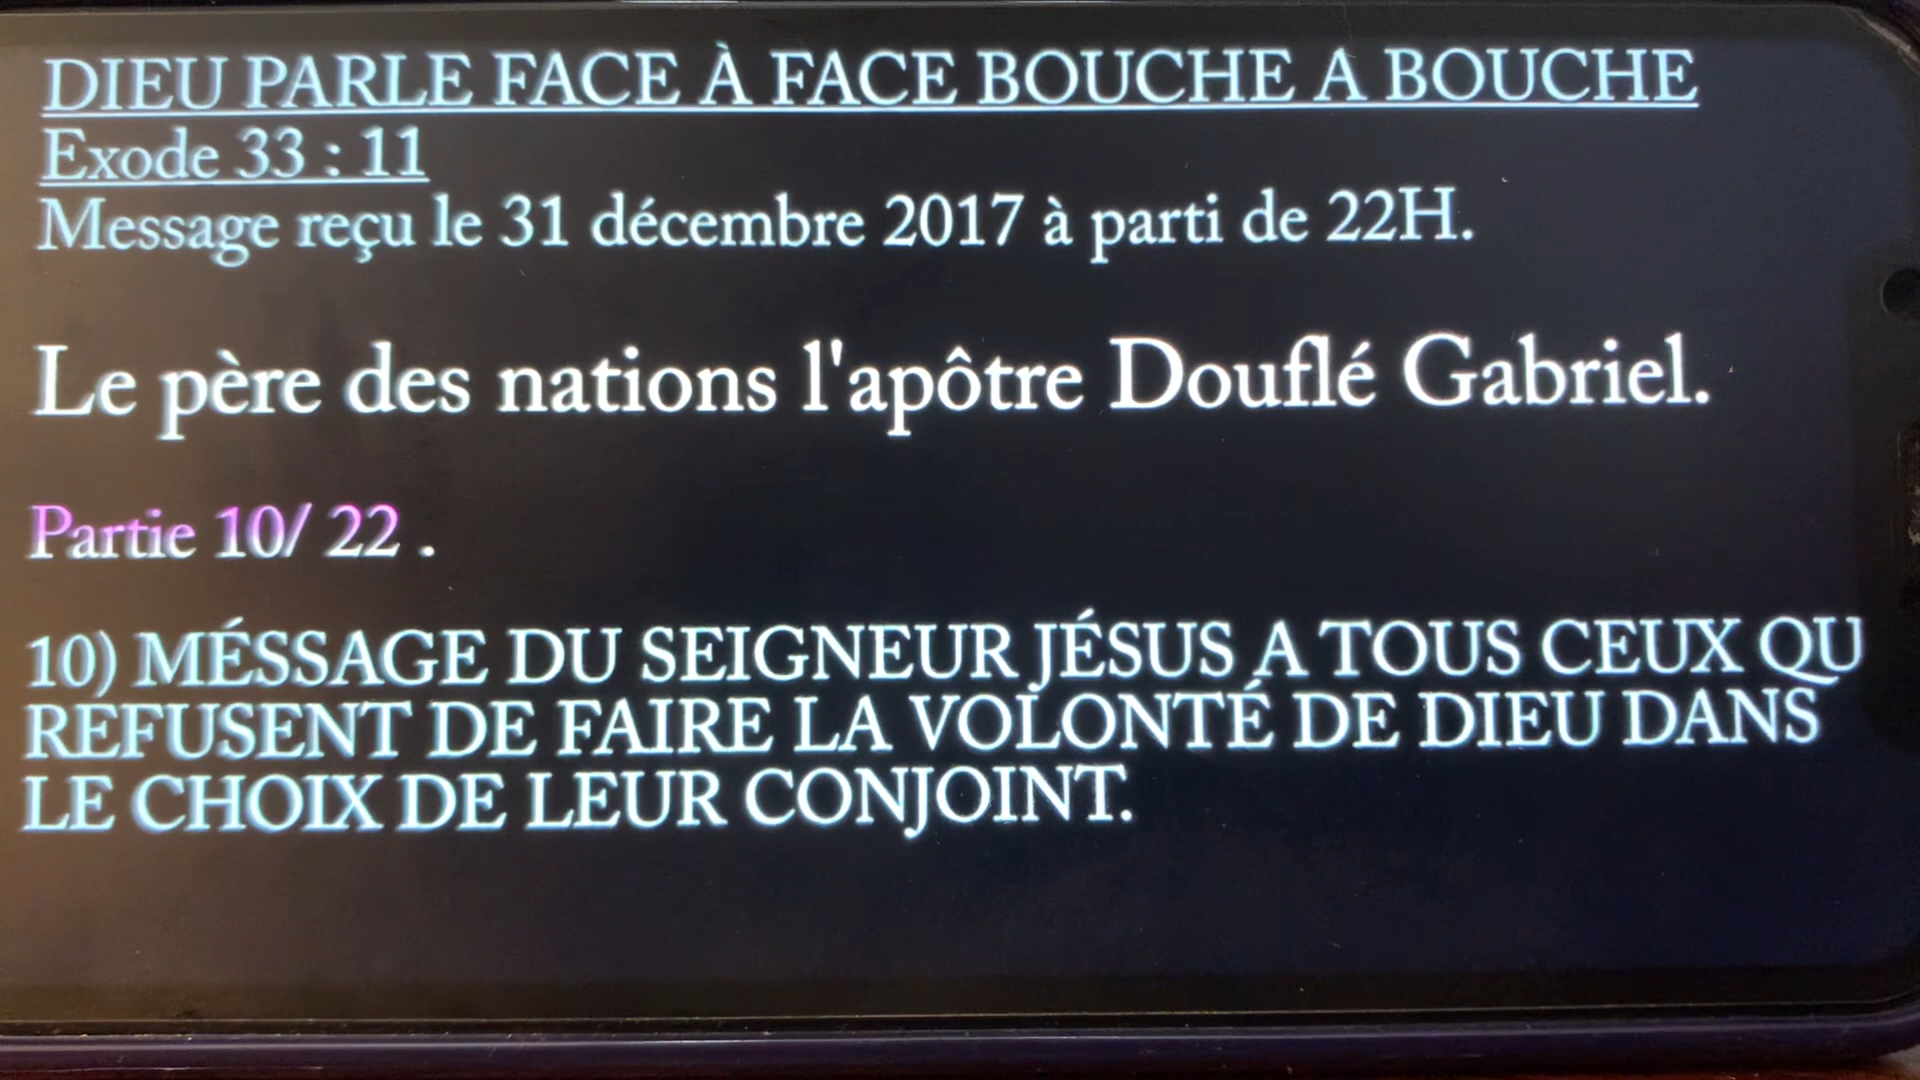 DIEU PARLE FACE À FACE BOUCHE A BOUCHE
Exode 33 : 11
Message reçu le 31 décembre 2017 à parti de 22H.
Le père des nations l'apôtre Douflé Gabriel.
Partie 10/ 22 .
10) MÉSSAGE DU SEIGNEUR JÉSUS A TOUS CEUX QU
REFUSENT DE FAIRE LA VOLONTÉ DE DIEU DANS
LE CHOIX DE LEUR CONJOINT.